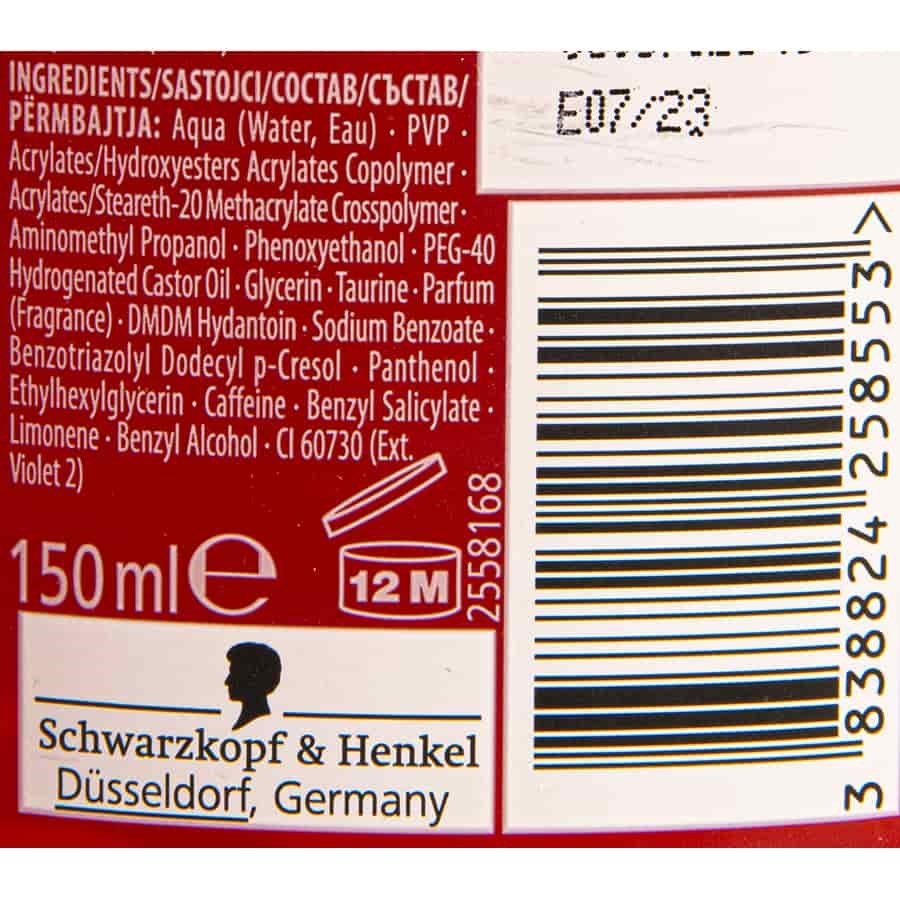 INGREDIENTS/SASTOJCI/СОСТАВ/СЪСТАВ/
PËRMBAJTJA: Aqua (Water, Eau) · PVP ·
Acrylates/Hydroxyesters Acrylates Copolymer ·
Acrylates/Steareth-20 Methacrylate Crosspolymer ·
Aminomethyl Propanol · Phenoxyethanol · PEG-40
Hydrogenated Castor Oil · Glycerin · Taurine · Parfum
(Fragrance) · DMDM Hydantoin · Sodium Benzoate ·
Benzotriazolyl Dodecyl p-Cresol · Panthenol ·
Ethylhexylglycerin · Caffeine · Benzyl Salicylate ·
Limonene · Benzyl Alcohol · CI 60730 (Ext.
Violet 2)
150 ml e
12 M
2558168
Schwarzkopf & Henkel
Düsseldorf, Germany
E07/23
3 838824 258553 >